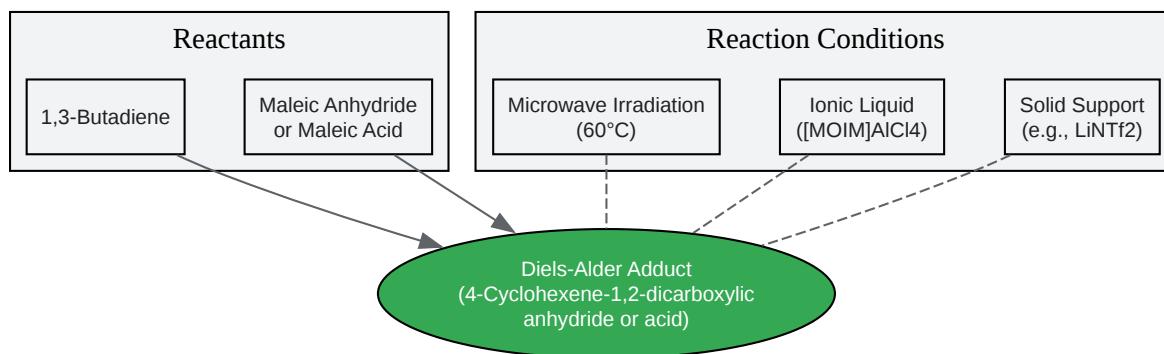 Reactants
1,3-Butadiene
Maleic Anhydride
or Maleic Acid
Reaction Conditions
Microwave Irradiation
(60°C)
Ionic Liquid
([MOIM]AlCl4)
Solid Support
(e.g., LiNTf2)
Diels-Alder Adduct
(4-Cyclohexene-1,2-dicarboxylic
anhydride or acid)